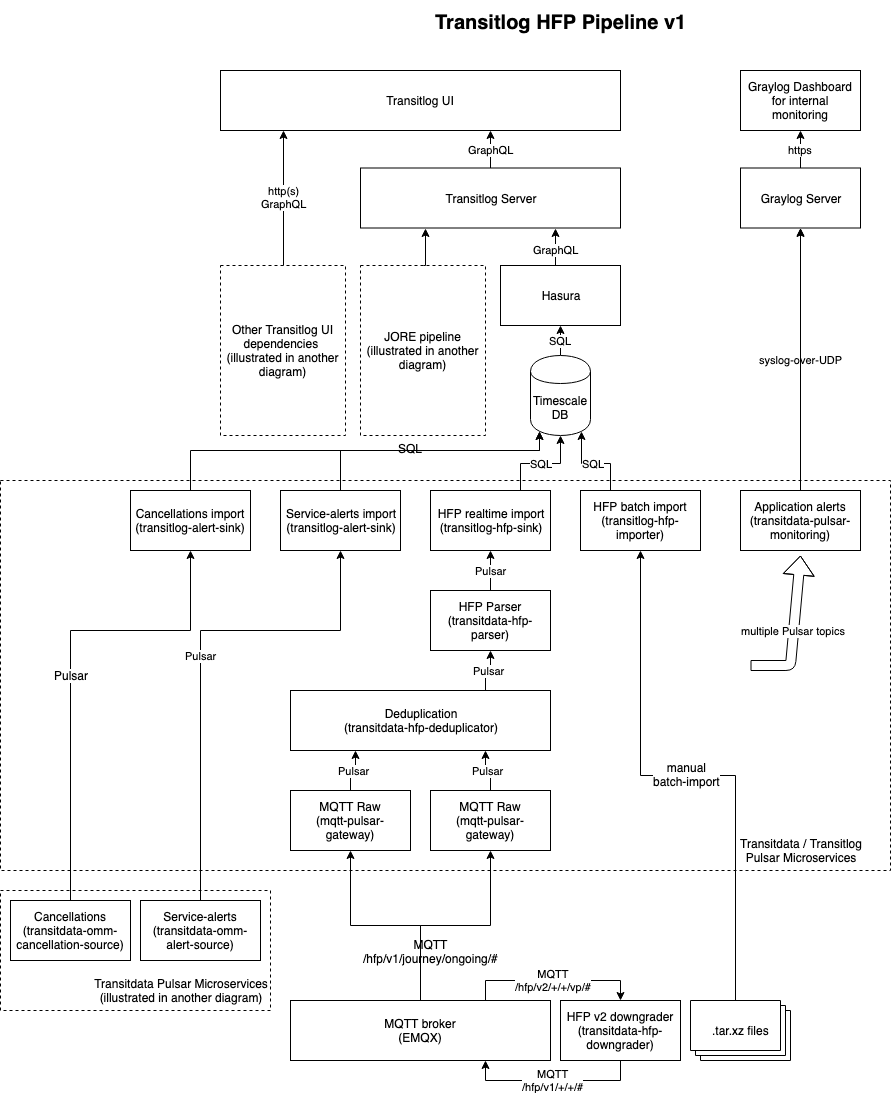 Transitlog HFP Pipeline v1
Transitlog UI
Graylog Dashboard
for internal
monitoring
GraphQL
https
http(s)
GraphQL
Transitlog Server
Graylog Server
GraphQL
Other Transitlog UI
dependencies
(illustrated in another
diagram)
JORE pipeline
(illustrated in another
diagram)
Hasura
SQL
syslog-over-UDP
Timescale
DB
SQL
SQL
SQL
Cancellations import
(transitlog-alert-sink)
Service-alerts import
(transitlog-alert-sink)
HFP realtime import
(transitlog-hfp-sink)
HFP batch import
(transitlog-hfp-
importer)
Application alerts
(transitdata-pulsar-
monitoring)
Pulsar
HFP Parser
(transitdata-hfp-
parser)
multiple Pulsar topics
Pulsar
Pulsar
Pulsar
Deduplication
(transitdata-hfp-deduplicator)
Pulsar
Pulsar
manual
batch-import
MQTT Raw
(mqtt-pulsar-
gateway)
MQTT Raw
(mqtt-pulsar-
gateway)
Transitdata / Transitlog
Pulsar Microservices
Cancellations
(transitdata-omm-
cancellation-source)
Service-alerts
(transitdata-omm-
alert-source)
Transitdata Pulsar Microservices
(illustrated in another diagram)
MQTT
/hfp/v1/journey/ongoing/#
MQTT
/hfp/v2/+/+/vp/#
MQTT broker
(EMQX)
HFP v2 downgrader
(transitdata-hfp-
downgrader)
.tar.xz files
MQTT
/hfp/v1/+/+/#